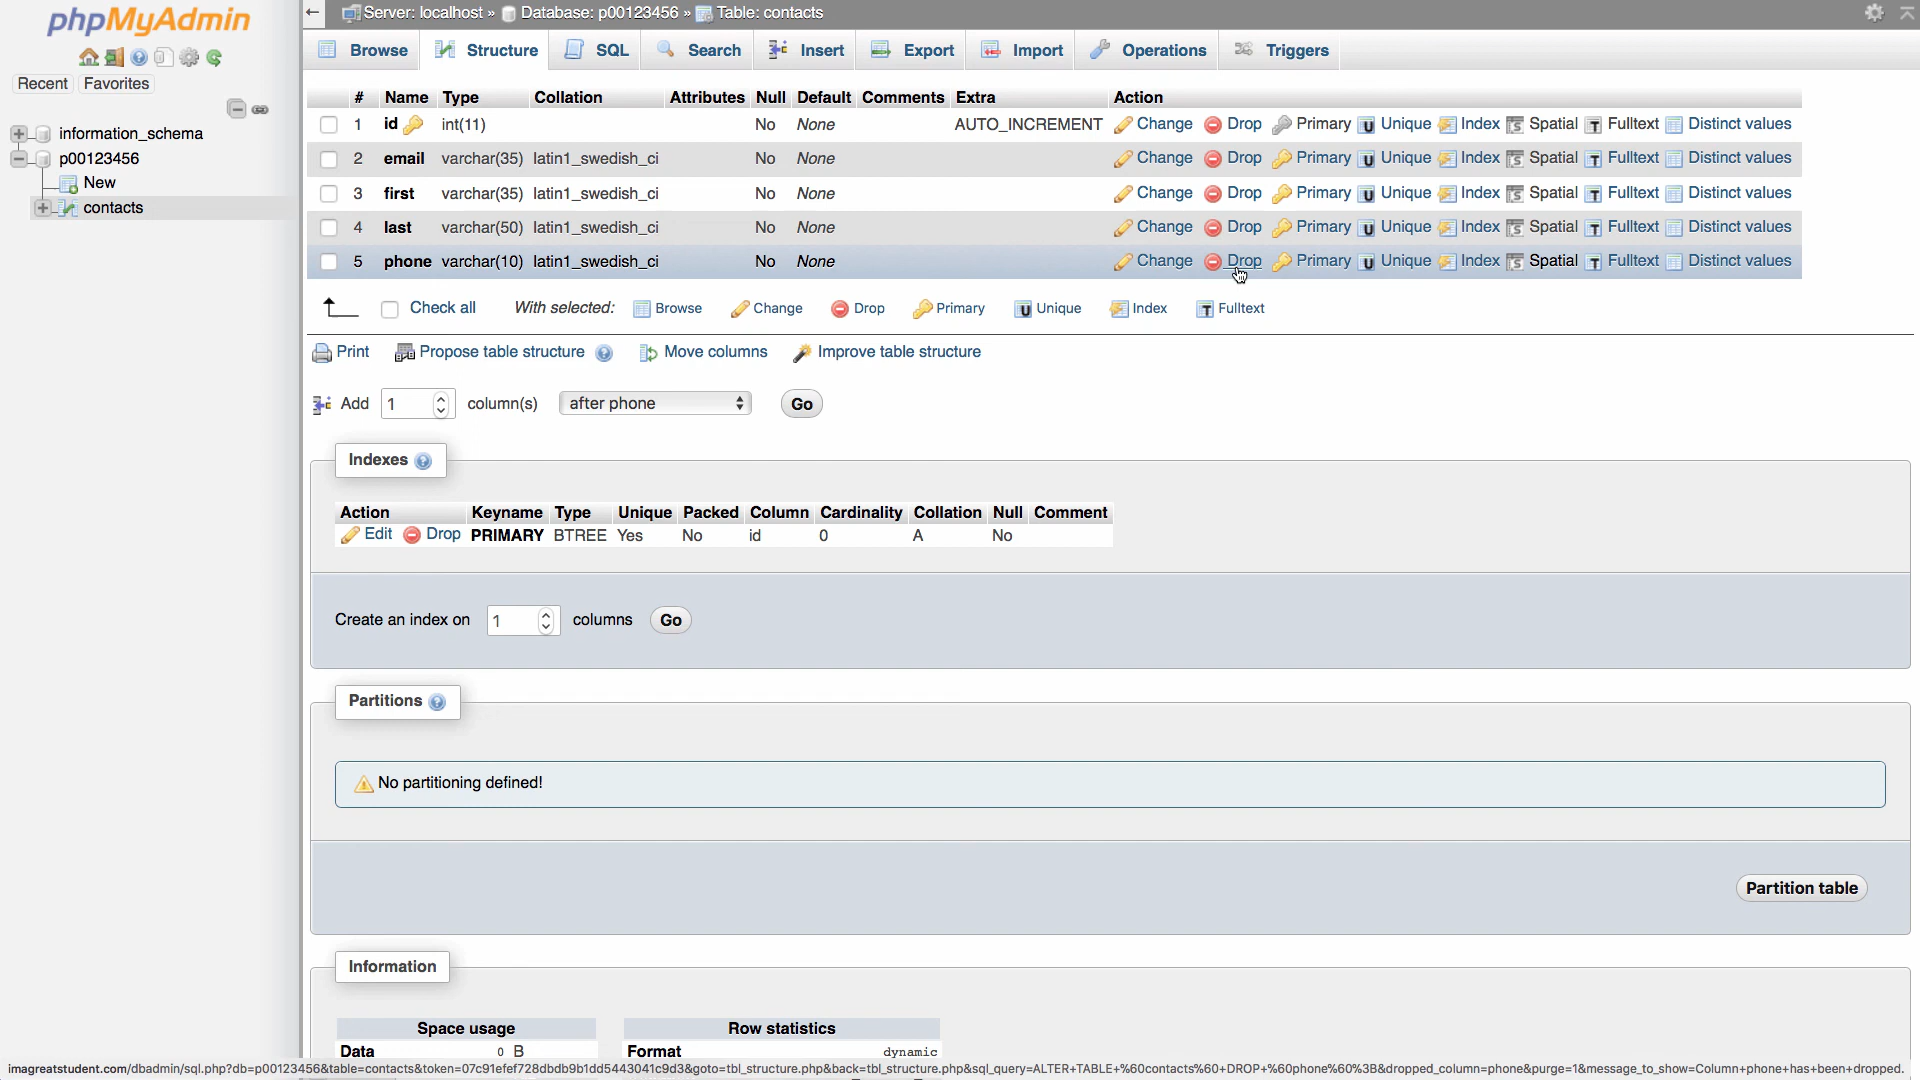 phpMyAdmin
Server: localhost » Database: p00123456 » Table: contacts
Browse Structure SQL Search Insert Export Import Operations Triggers
Recent Favorites
information_schema
p00123456
New
contacts
# Name Type Collation Attributes Null Default Comments Extra Action
1 id int(11) No None AUTO_INCREMENT Change Drop Primary Unique Index Spatial Fulltext Distinct values
2 email varchar(35) latin1_swedish_ci No None Change Drop Primary Unique Index Spatial Fulltext Distinct values
3 first varchar(35) latin1_swedish_ci No None Change Drop Primary Unique Index Spatial Fulltext Distinct values
4 last varchar(50) latin1_swedish_ci No None Change Drop Primary Unique Index Spatial Fulltext Distinct values
5 phone varchar(10) latin1_swedish_ci No None Change Drop Primary Unique Index Spatial Fulltext Distinct values
Check all With selected: Browse Change Drop Primary Unique Index Fulltext
Print Propose table structure Move columns Improve table structure
Add 1 column(s) after phone Go
Indexes
Action Keyname Type Unique Packed Column Cardinality Collation Null Comment
Edit Drop PRIMARY BTREE Yes No id 0 A No
Create an index on 1 columns Go
Partitions
No partitioning defined!
Partition table
Information
Space usage Row statistics
Data 0 B Format dynamic
imagreatstudent.com/dbadmin/sql.php?db=p00123456&table=contacts&token=07c91efef728dbdb9b1dd5443041c9d3&goto=tbl_structure.php&back=tbl_structure.php&sql_query=ALTER+TABLE+%60contacts%60+DROP+%60phone%60%3B&dropped_column=phone&purge=1&message_to_show=Column+phone+has+been+dropped.